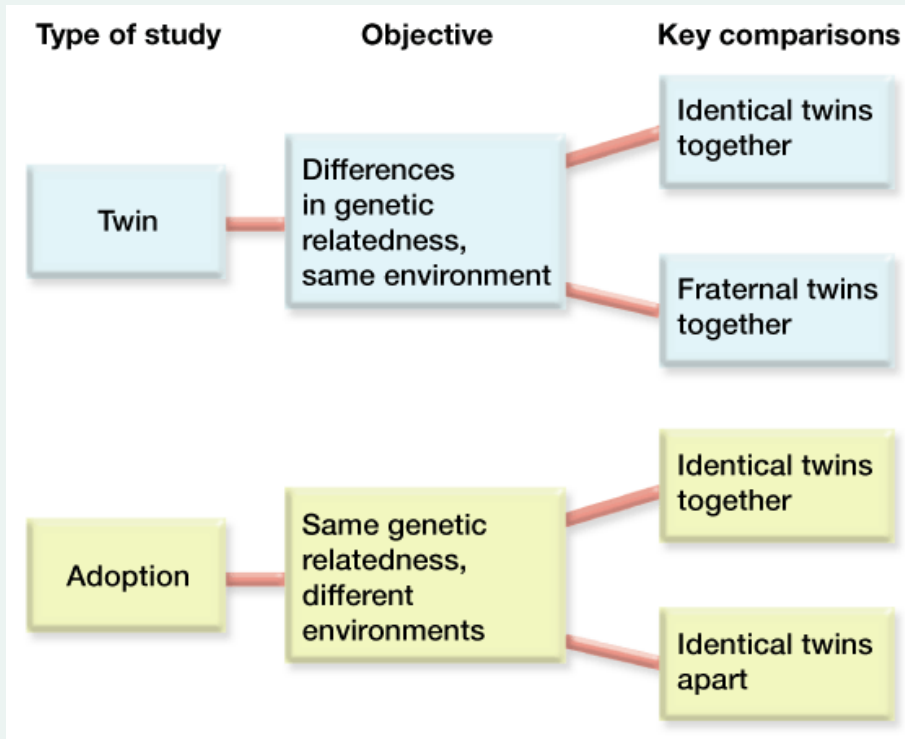 Type of study
Objective
Key comparisons
Twin
Differences
in genetic
relatedness,
same environment
Identical twins
together
Fraternal twins
together
Adoption
Same genetic
relatedness,
different
environments
Identical twins
together
Identical twins
apart